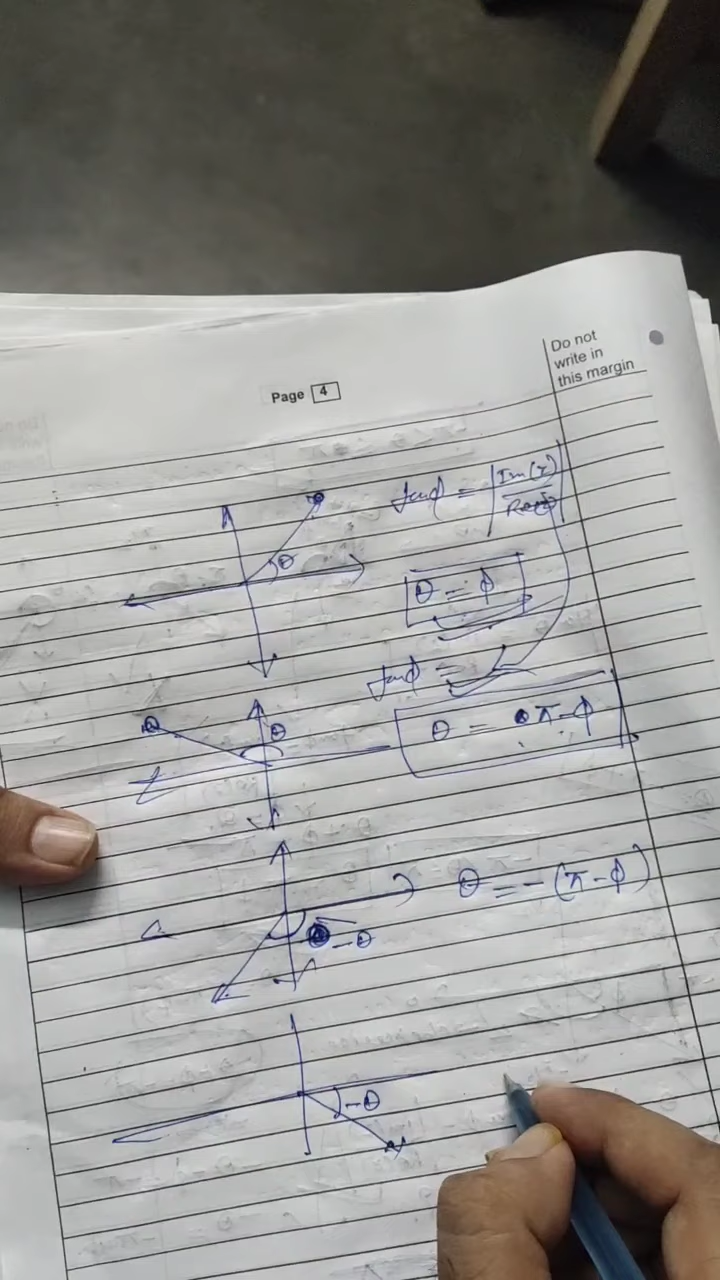 Do not
write in
this margin
Page 4
tanϕ = |Im(z)/Re(z)|
θ
θ = ϕ
tanϕ =
θ
θ = π-ϕ
θ = -(π-ϕ)
-θ
-θ